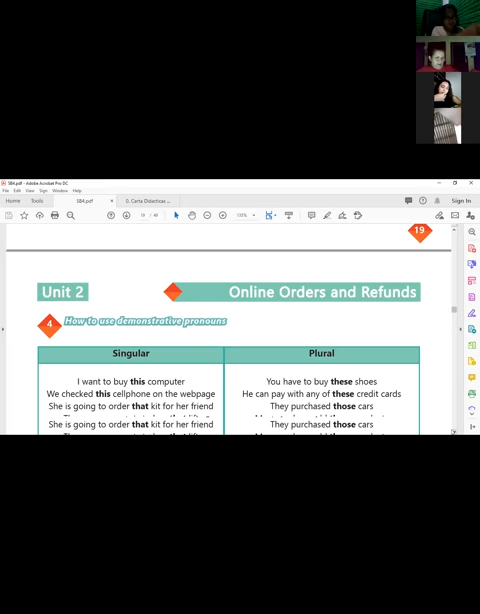 SB4.pdf - Adobe Acrobat Pro DC
File Edit View Sign Window Help
Home Tools SB4.pdf × 0. Carta Didacticas ... Sign In
19
Unit 2 Online Orders and Refunds
4 How to use demonstrative pronouns
Singular Plural
I want to buy this computer You have to buy these shoes
We checked this cellphone on the webpage He can pay with any of these credit cards
She is going to order that kit for her friend They purchased those cars
She is going to order that kit for her friend They purchased those cars